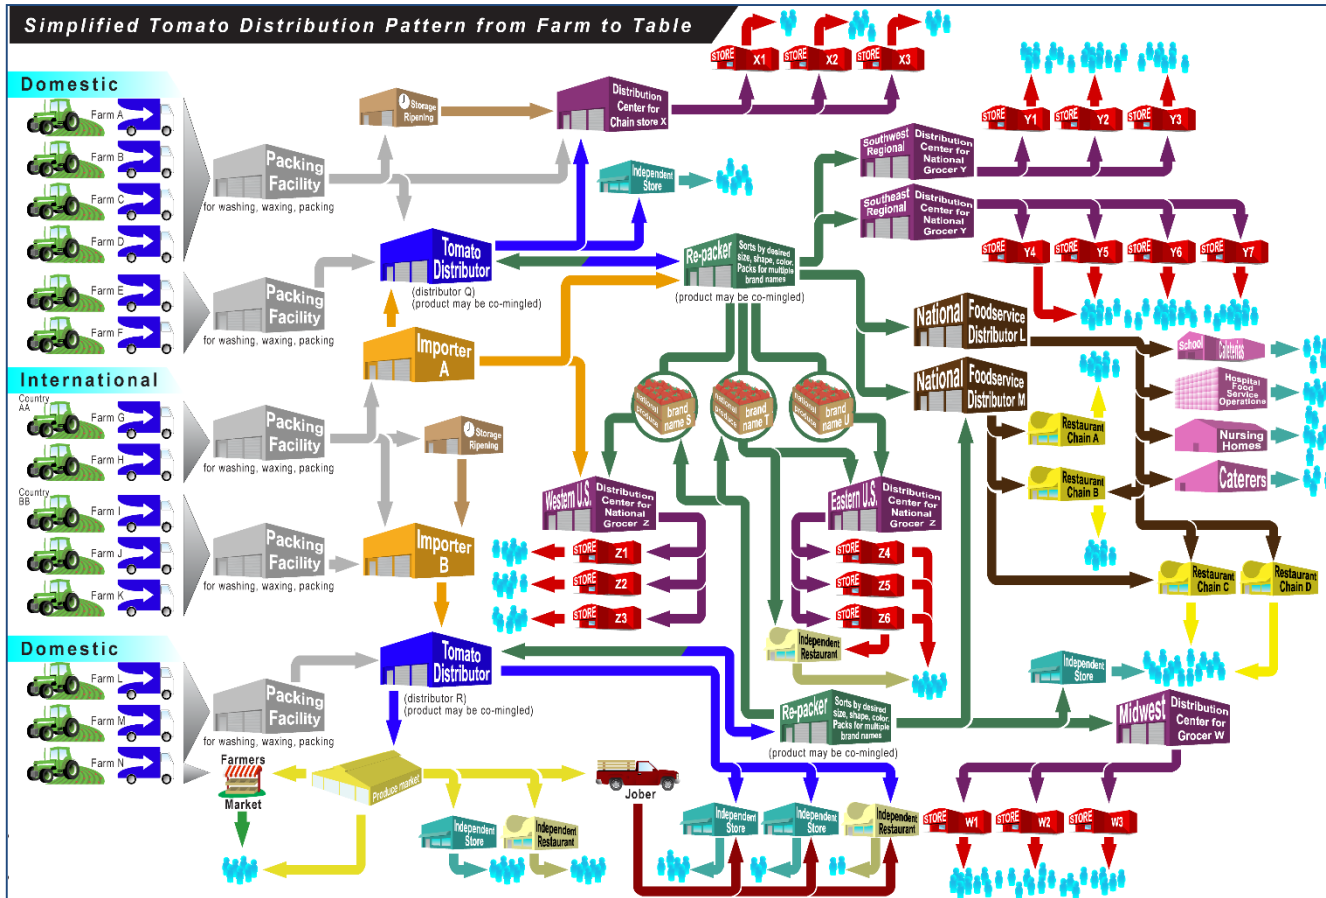 Simplified Tomato Distribution Pattern from Farm to Table
Domestic
Farm A
Farm B
Farm C
Farm D
Farm E
Farm F
Packing
Facility
for washing, waxing, packing
Packing
Facility
for washing, waxing, packing
International
Country
AA
Farm G
Farm H
Country
BB
Farm I
Farm J
Farm K
Packing
Facility
for washing, waxing, packing
Packing
Facility
for washing, waxing, packing
Domestic
Farm L
Farm M
Farm N
Packing
Facility
for washing, waxing, packing
Farmers
Market
Storage
Ripening
Distribution
Center for
Chain store X
STORE X1
STORE X2
STORE X3
Independent
Store
Tomato
Distributor
(distributor Q)
(product may be co-mingled)
Importer
A
Storage
Ripening
Importer
B
Tomato
Distributor
(distributor R)
(product may be co-mingled)
Produce market
Independent
Store
Independent
Restaurant
Jober
Re-packer
Sorts by desired
size, shape, color.
Packs for multiple
brand names
(product may be co-mingled)
Southwest
Regional
Distribution
Center for
National
Grocer Y
Southeast
Regional
Distribution
Center for
National
Grocer Y
STORE Y1
STORE Y2
STORE Y3
STORE Y4
STORE Y5
STORE Y6
STORE Y7
National
Foodservice
Distributor L
National
Foodservice
Distributor M
School
Cafeterias
Hospital
Food
Service
Operations
Nursing
Homes
Caterers
Restaurant
Chain A
Restaurant
Chain B
Restaurant
Chain C
Restaurant
Chain D
national
produce
brand
name S
national
produce
brand
name T
national
produce
brand
name U
Western U.S.
Distribution
Center for
National
Grocer Z
STORE Z1
STORE Z2
STORE Z3
Eastern U.S.
Distribution
Center for
National
Grocer Z
STORE Z4
STORE Z5
STORE Z6
Independent
Restaurant
Re-packer
Sorts by desired
size, shape, color.
Packs for multiple
brand names
(product may be co-mingled)
Independent
Store
Midwest
Distribution
Center for
Grocer W
STORE W1
STORE W2
STORE W3
Independent
Store
Independent
Store
Independent
Restaurant